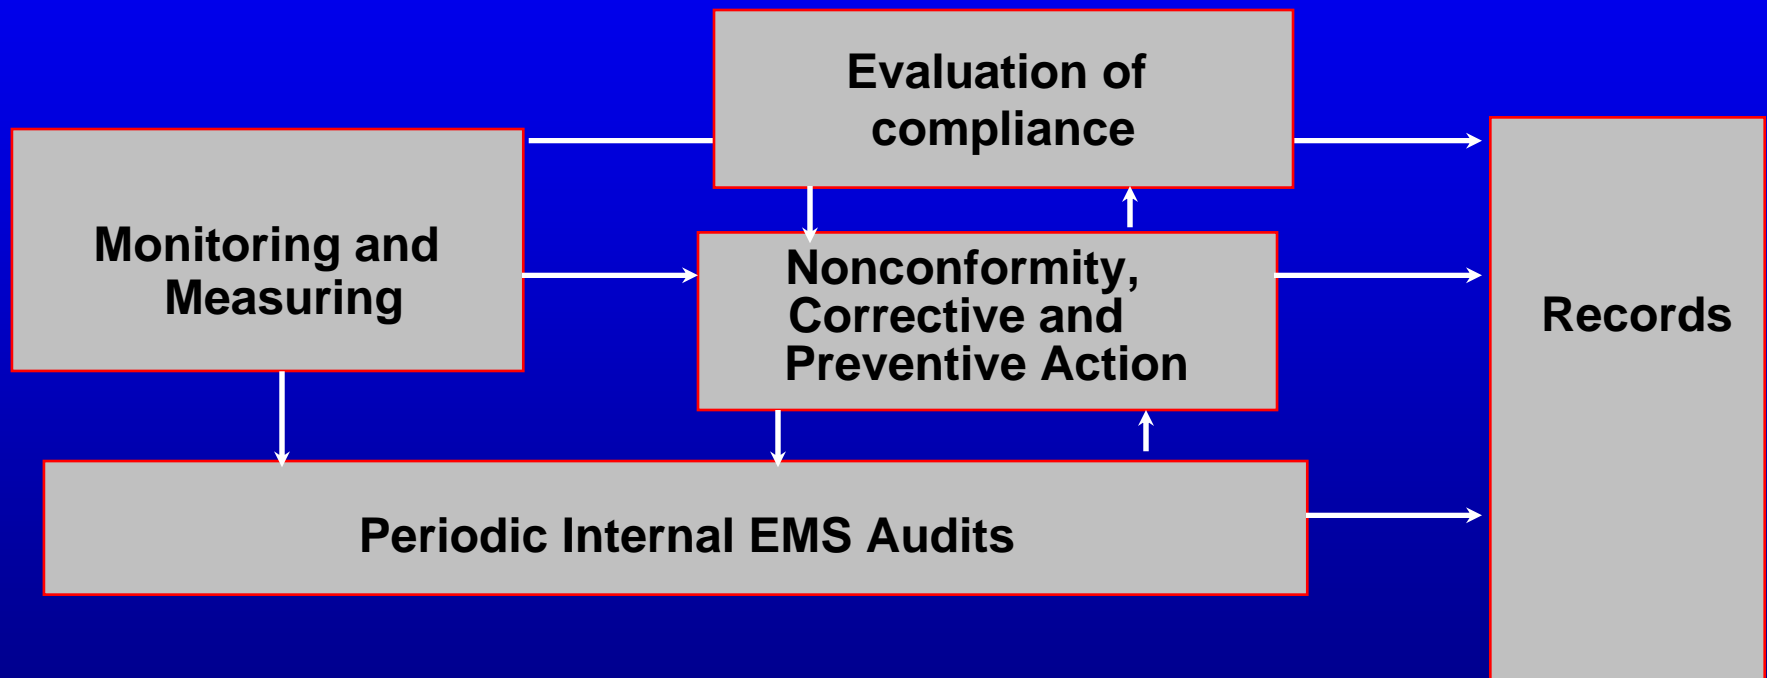 Evaluation of
compliance
Monitoring and
Measuring
Nonconformity,
Corrective and
Preventive Action
Records
Periodic Internal EMS Audits